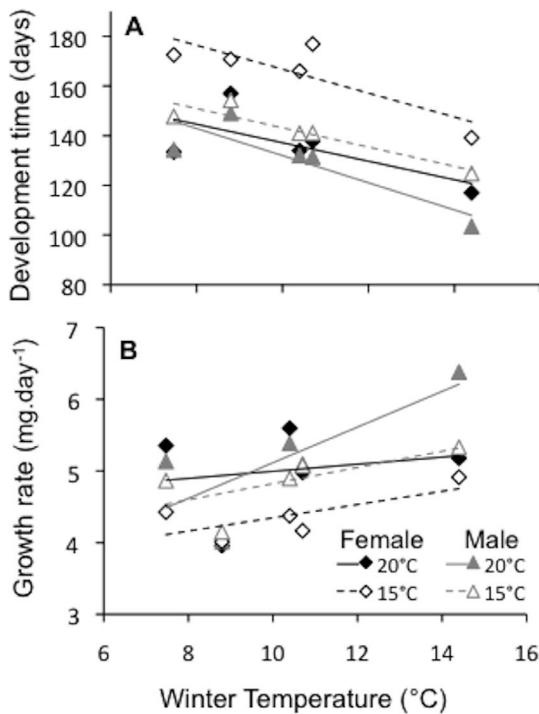 A
Development time (days)
180
160
140
120
100
80
B
Growth rate (mg.day-1)
7
6
5
4
3
Female Male
20°C 20°C
15°C 15°C
6 8 10 12 14 16
Winter Temperature (°C)